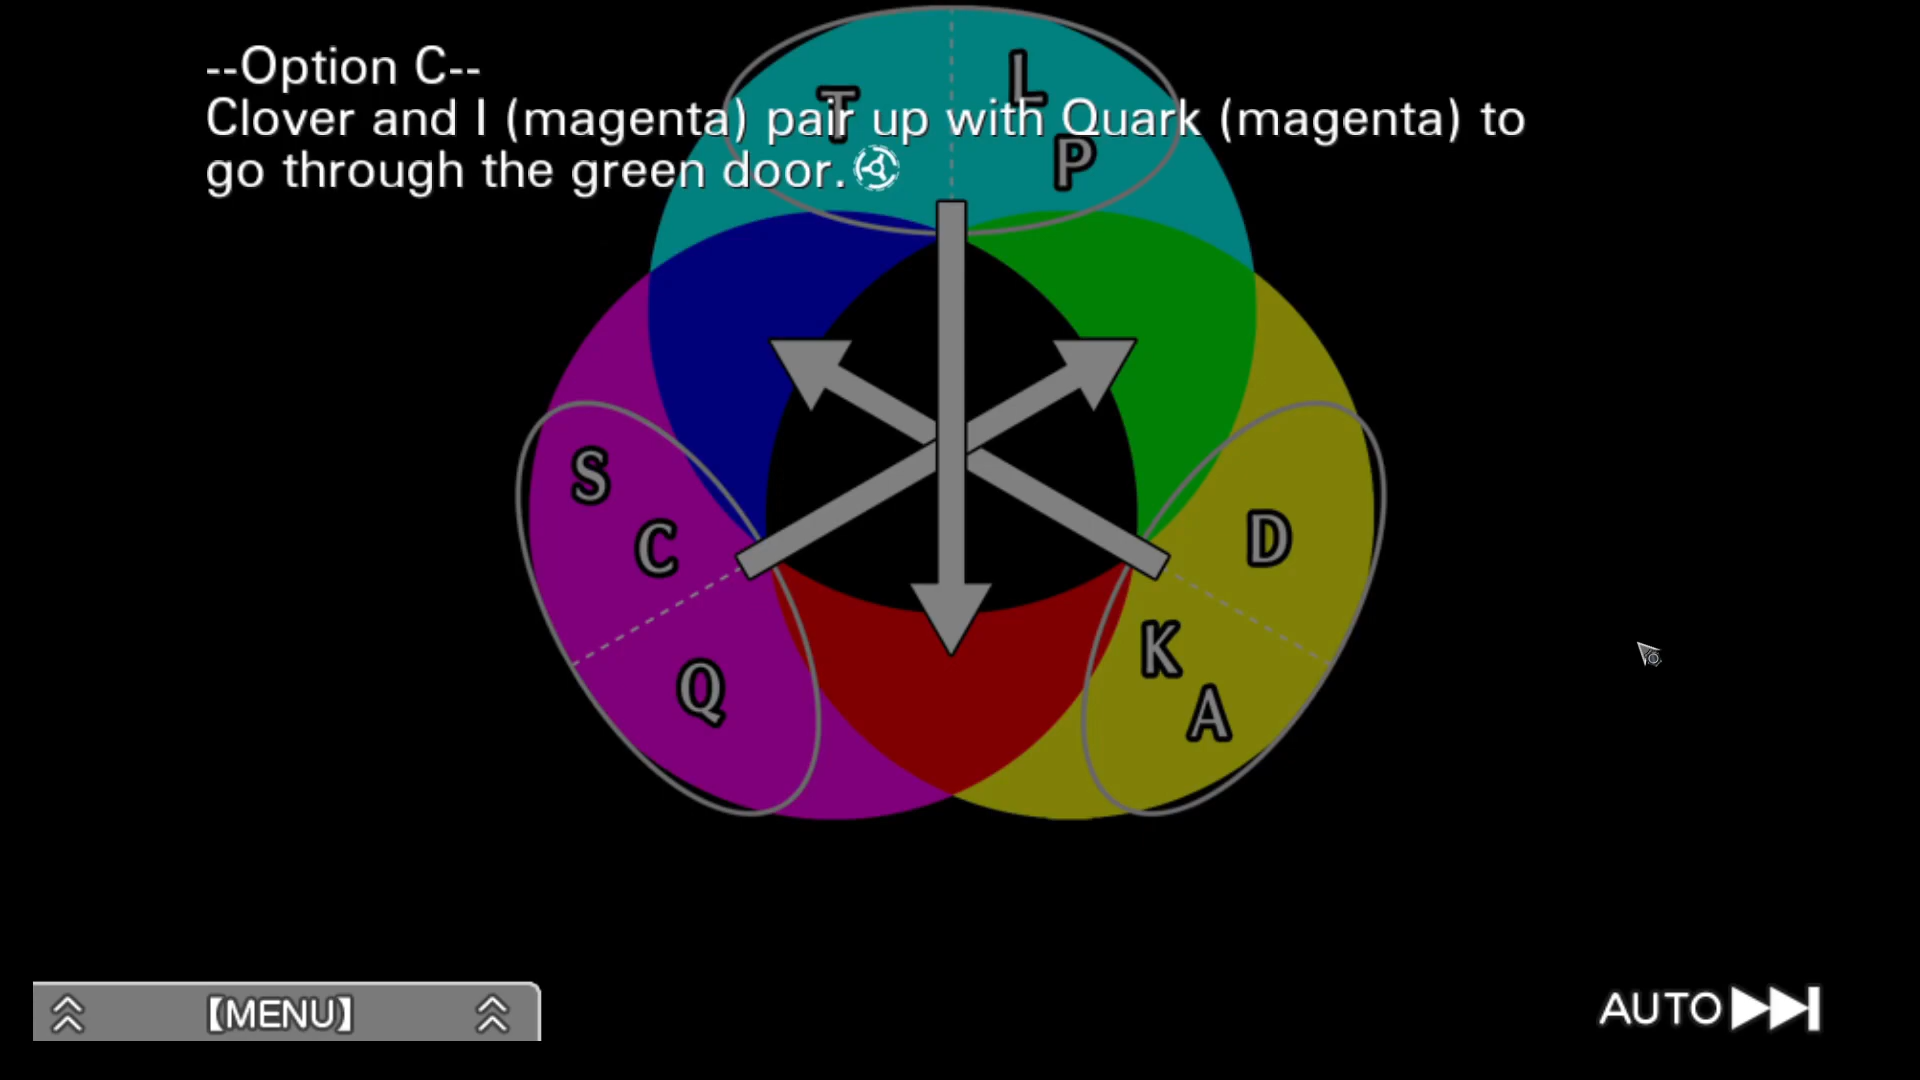 --Option C--
Clover and I (magenta) pair up with Quark (magenta) to
go through the green door.
T
L
P
S
C
Q
D
K
A
【MENU】
AUTO